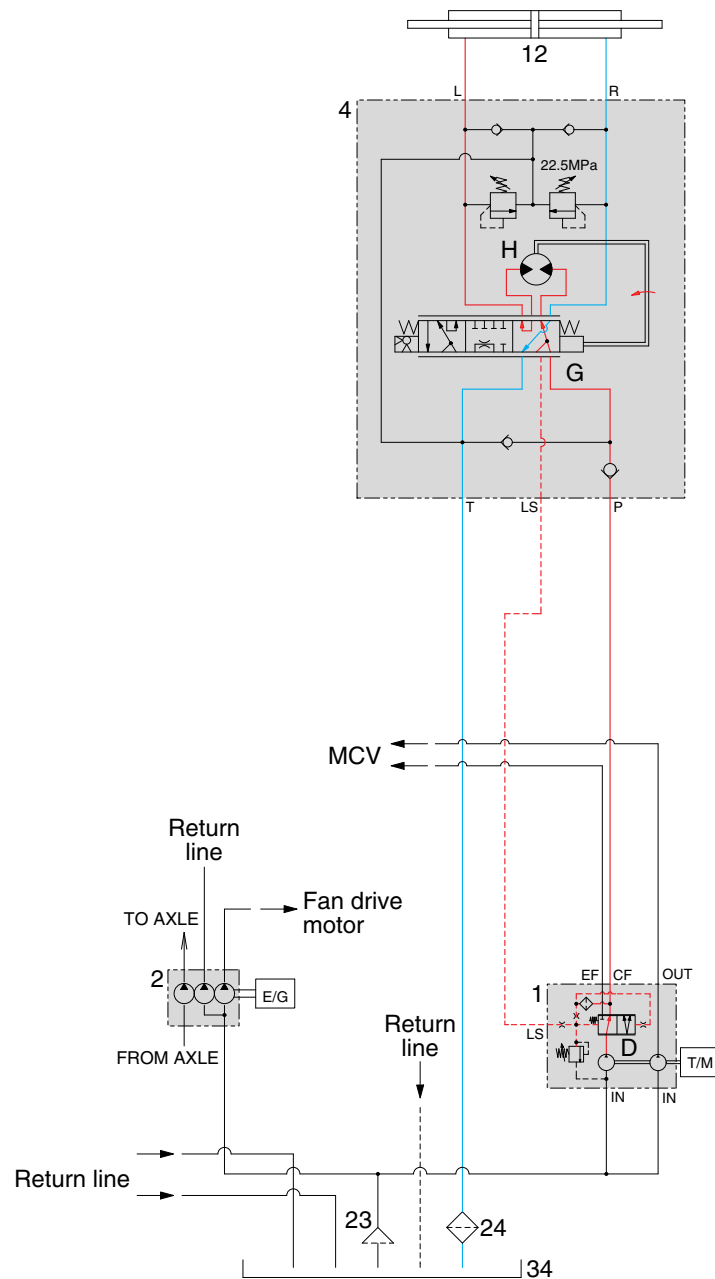 12
L
R
4
22.5MPa
H
G
T
LS
P
MCV
Return
line
Fan drive
motor
TO AXLE
2
E/G
EF
CF
OUT
1
Return
line
LS
D
T/M
FROM AXLE
IN
IN
Return line
23
24
34